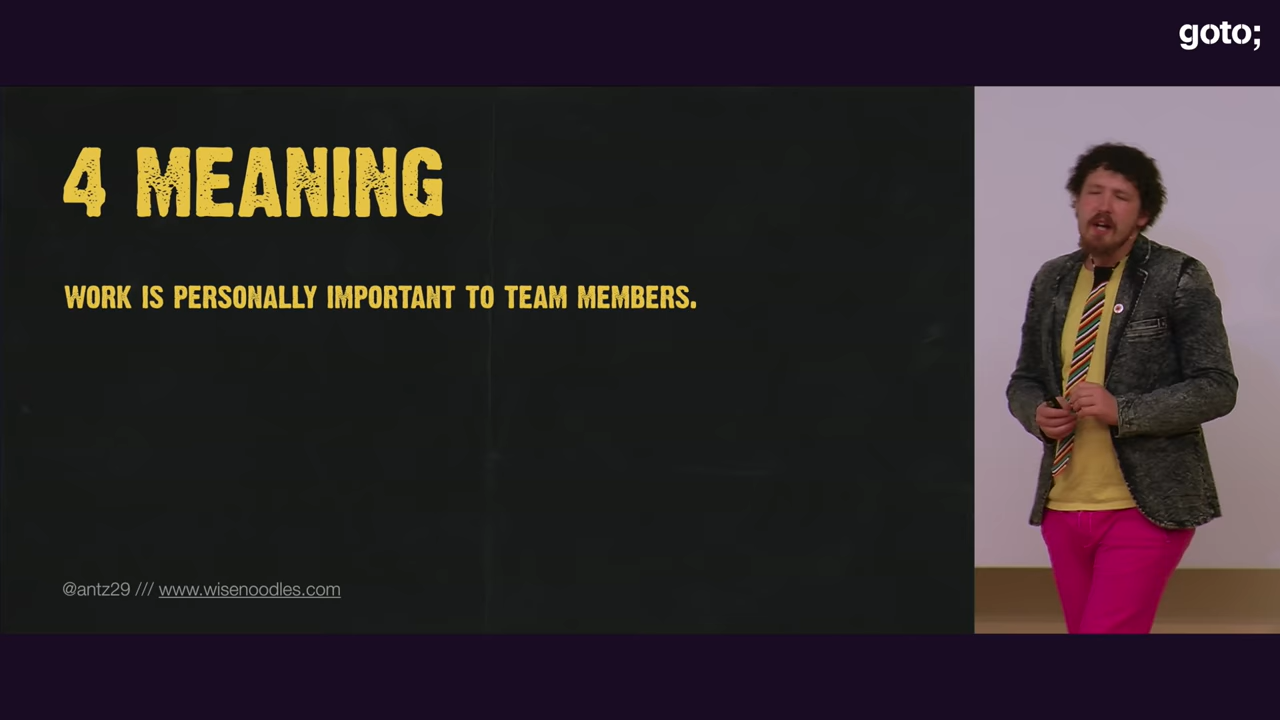 goto;
4 MEANING
WORK IS PERSONALLY IMPORTANT TO TEAM MEMBERS.
@antz29 /// www.wisenoodles.com